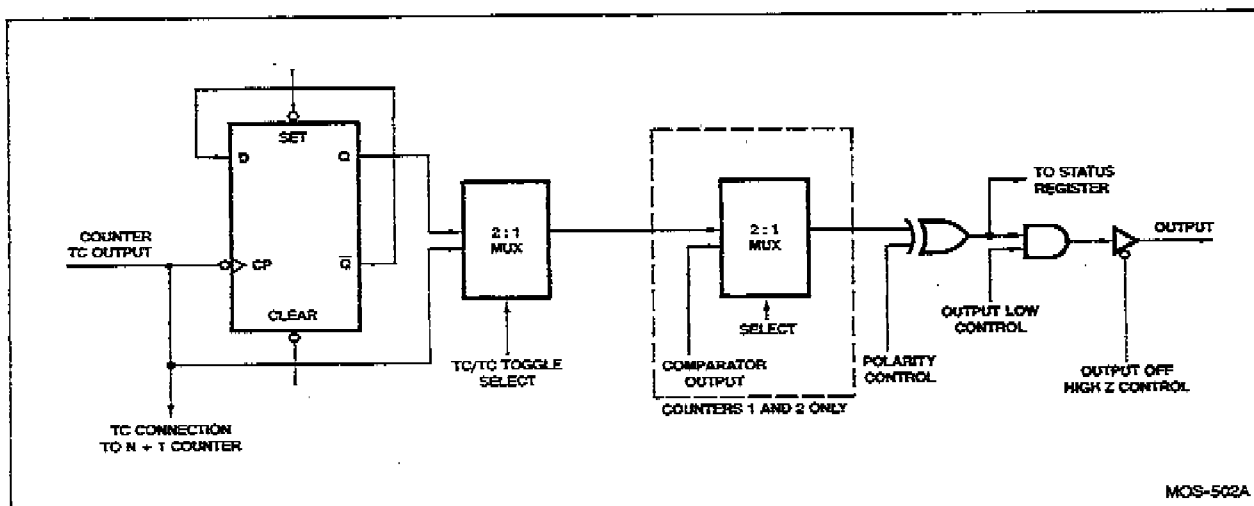 SET
D
Q
COUNTER
TC OUTPUT
CP
Q
CLEAR
2 : 1
MUX
TC/TC TOGGLE
SELECT
2 : 1
MUX
SELECT
COMPARATOR
OUTPUT
COUNTERS 1 AND 2 ONLY
POLARITY
CONTROL
TO STATUS
REGISTER
OUTPUT LOW
CONTROL
OUTPUT
OUTPUT OFF
HIGH Z CONTROL
TC CONNECTION
TO N + 1 COUNTER
MOS-502A